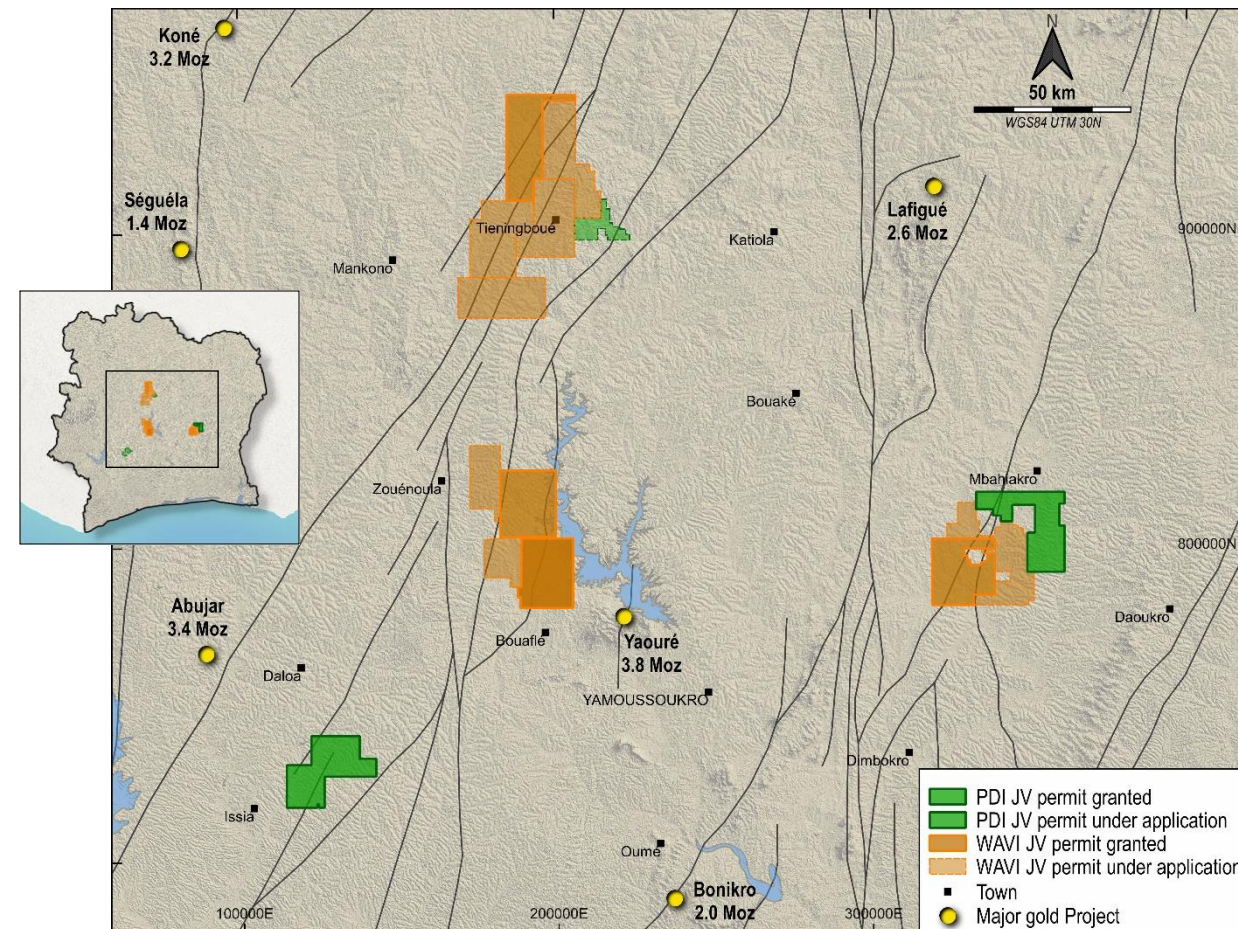 Koné
3.2 Moz
N
50 km
WGS84 UTM 30N
Séguéla
1.4 Moz
Lafigué
2.6 Moz
Tieningboué
Katiola
900000N
Mankono
Bouaké
Zouénoula
Mbahiakro
800000N
Abujar
3.4 Moz
Bouaflé
Yaouré
3.8 Moz
Daoukro
Daloa
YAMOUSSOUKRO
Dimbokro
Issia
Oumé
Bonikro
2.0 Moz
100000E
200000E
300000E
PDI JV permit granted
PDI JV permit under application
WAVI JV permit granted
WAVI JV permit under application
Town
Major gold Project